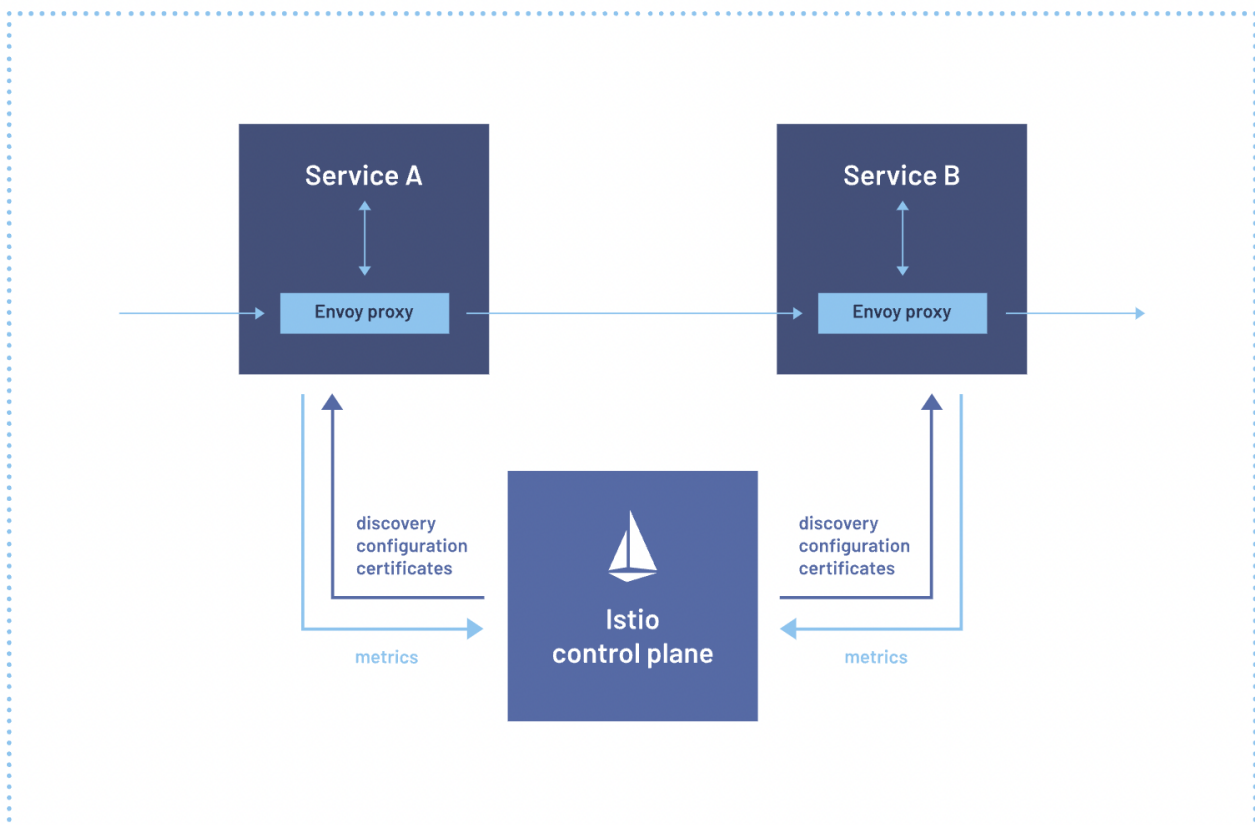 Service A
Envoy proxy
Service B
Envoy proxy
discovery
configuration
certificates
metrics
Istio
control plane
discovery
configuration
certificates
metrics